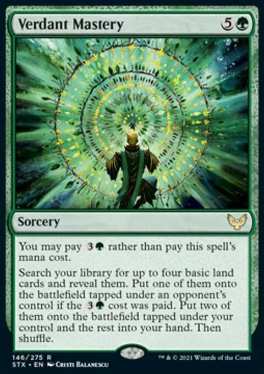 Verdant Mastery 5
Sorcery
You may pay 3 rather than pay this spell's
mana cost.
Search your library for up to four basic land
cards and reveal them. Put one of them onto
the battlefield tapped under an opponent's
control if the 3 cost was paid. Put two of
them onto the battlefield tapped under your
control and the rest into your hand. Then
shuffle.
146/275 R
STX • EN CRISTI BALANESCU
™ & © 2021 Wizards of the Coast